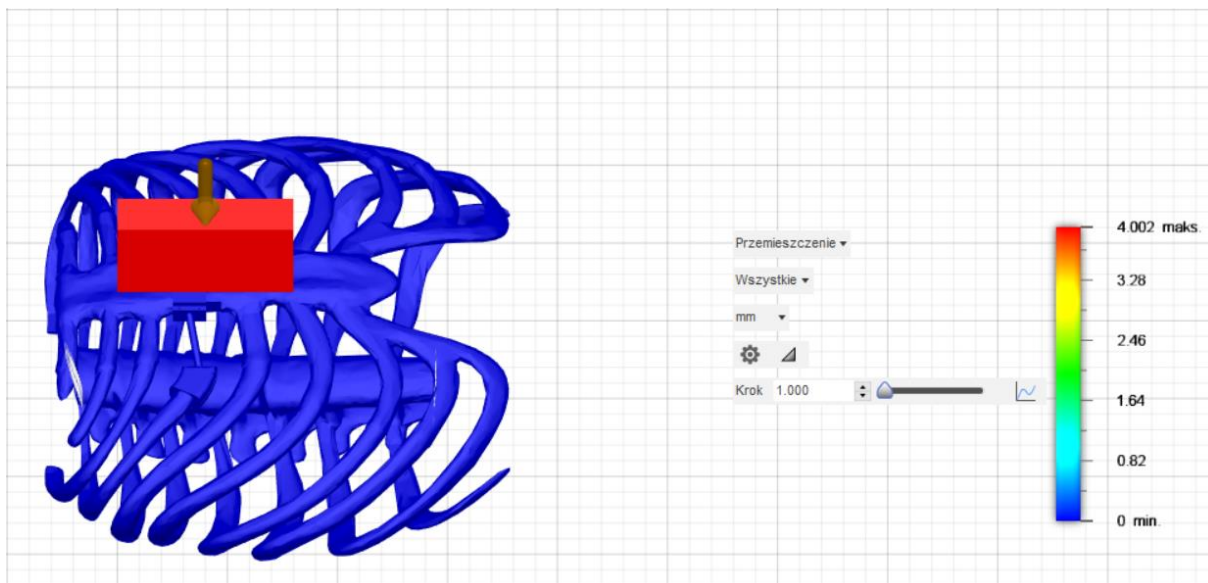 Przemieszczenie
Wszystkie
mm
Krok 1.000
4.002 maks.
3.28
2.46
1.64
0.82
0 min.